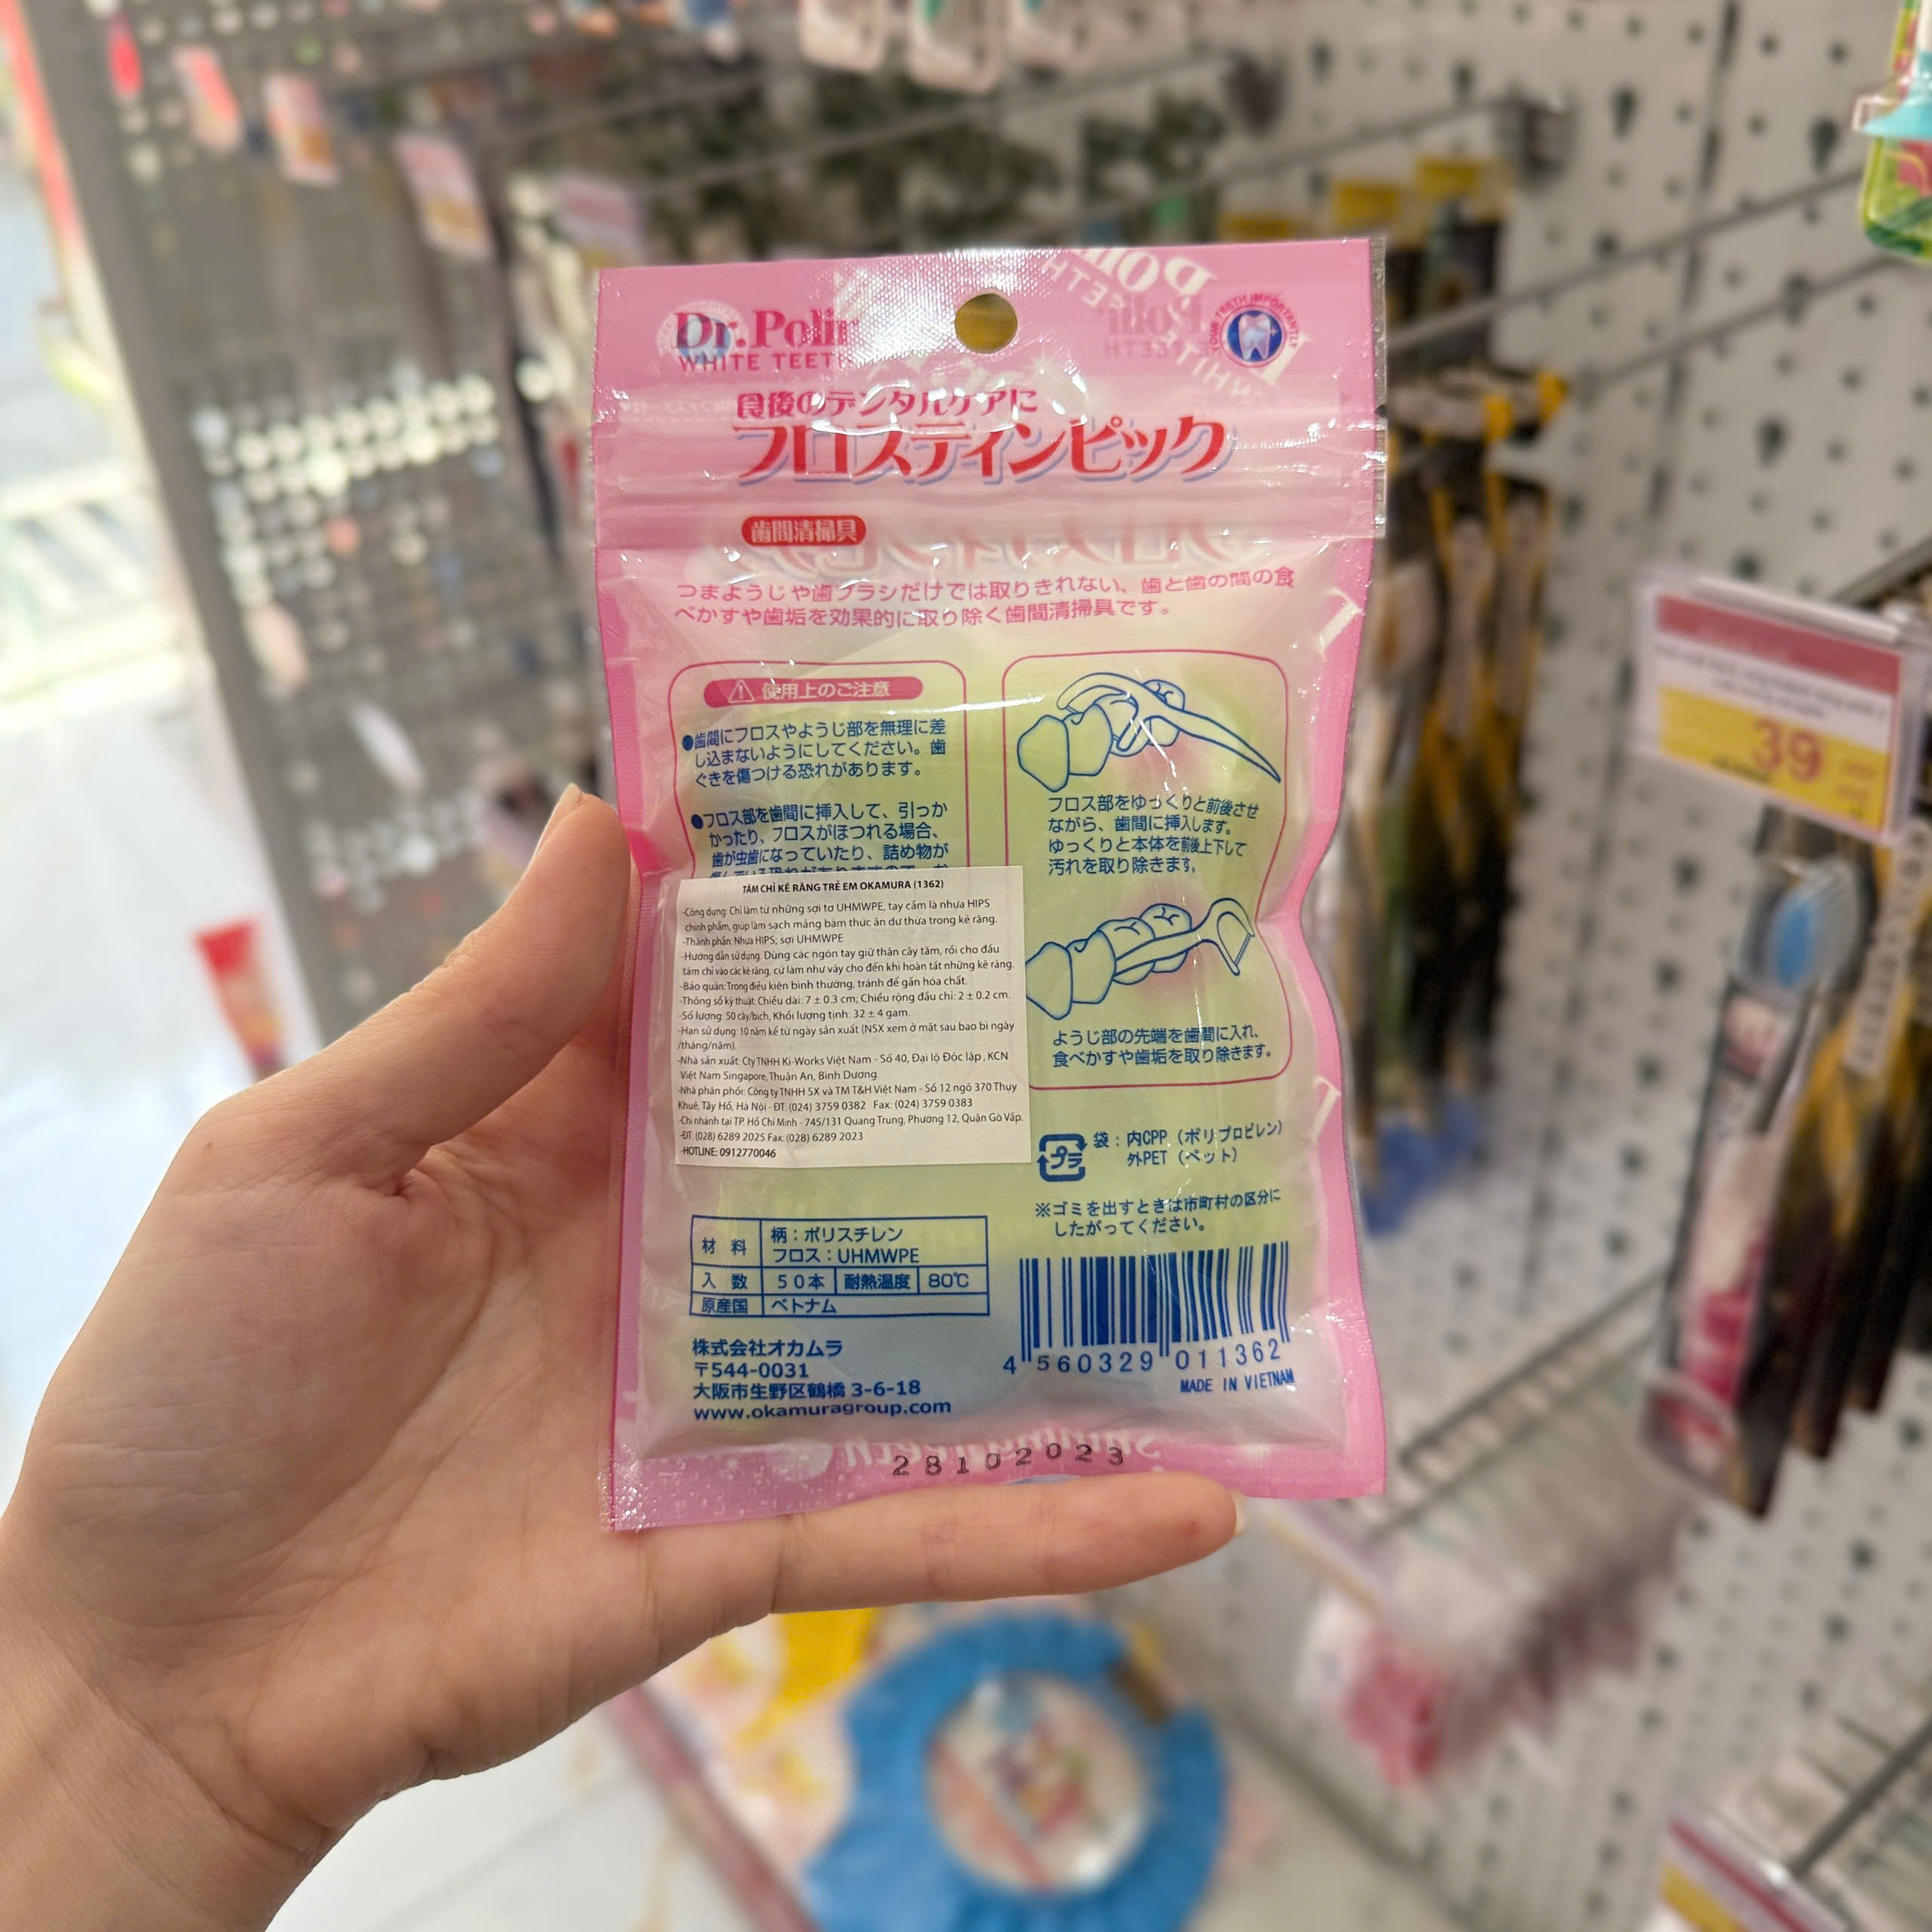 Dr.Polin
WHITE TEETH
YOUR TEETH IMPORTANTLY
食後のデンタルケアに
フロスティンピック
歯間清掃具
つまようじや歯ブラシだけでは取りきれない、歯と歯の間の食
べかすや歯垢を効果的に取り除く歯間清掃具です。
使用上のご注意
●歯間にフロスやようじ部を無理に差
し込まないようにしてください。歯
ぐきを傷つける恐れがあります。
●フロス部を歯間に挿入して、引っか
かったり、フロスがほつれる場合、
歯が虫歯になっていたり、詰め物が
フロス部をゆっくりと前後させ
ながら、歯間に挿入します。
ゆっくりと本体を前後上下して
汚れを取り除きます。
ようじ部の先端を歯間に入れ、
食べかすや歯垢を取り除きます。
TĂM CHỈ KẼ RĂNG TRẺ EM OKAMURA (1362)
-Công dụng: Chỉ làm từ những sợi tơ UHMWPE, tay cầm là nhựa HIPS
chính phẩm, giúp làm sạch mảng bám thức ăn dư thừa trong kẽ răng.
-Thành phần: Nhựa HIPS; sợi UHMWPE
-Hướng dẫn sử dụng: Dùng các ngón tay giữ thân cây tăm, rồi cho đầu
tăm chỉ vào các kẽ răng, cứ làm như vậy cho đến khi hoàn tất những kẽ răng.
-Bảo quản: Trong điều kiện bình thường, tránh để gần hóa chất.
-Thông số kỹ thuật: Chiều dài: 7 ± 0.3 cm; Chiều rộng đầu chỉ: 2 ± 0.2 cm.
-Số lượng: 50 cây/bịch, Khối lượng tịnh: 32 ± 4 gam.
-Hạn sử dụng: 10 năm kể từ ngày sản xuất (NSX xem ở mặt sau bao bì ngày
/tháng/năm).
-Nhà sản xuất: Cty TNHH Ki-Works Việt Nam - Số 40, Đại lộ Độc lập, KCN
Việt Nam Singapore, Thuận An, Bình Dương.
-Nhà phân phối: Công ty TNHH SX và TM T&H Việt Nam - Số 12 ngõ 370 Thụy
Khuê, Tây Hồ, Hà Nội - ĐT: (024) 3759 0382 Fax: (024) 3759 0383
-Chi nhánh tại TP. Hồ Chí Minh - 745/131 Quang Trung, Phường 12, Quận Gò Vấp.
-ĐT: (028) 6289 2025 Fax: (028) 6289 2023
-HOTLINE: 0912770046
プラ
袋：内CPP（ポリプロピレン）
外PET（ペット）
※ゴミを出すときは市町村の区分に
したがってください。
材料 柄：ポリスチレン
フロス：UHMWPE
入数 50本 耐熱温度 80℃
原産国 ベトナム
株式会社オカムラ
〒544-0031
大阪市生野区鶴橋 3-6-18
www.okamuragroup.com
4 560329 011362
MADE IN VIETNAM
28102023
39